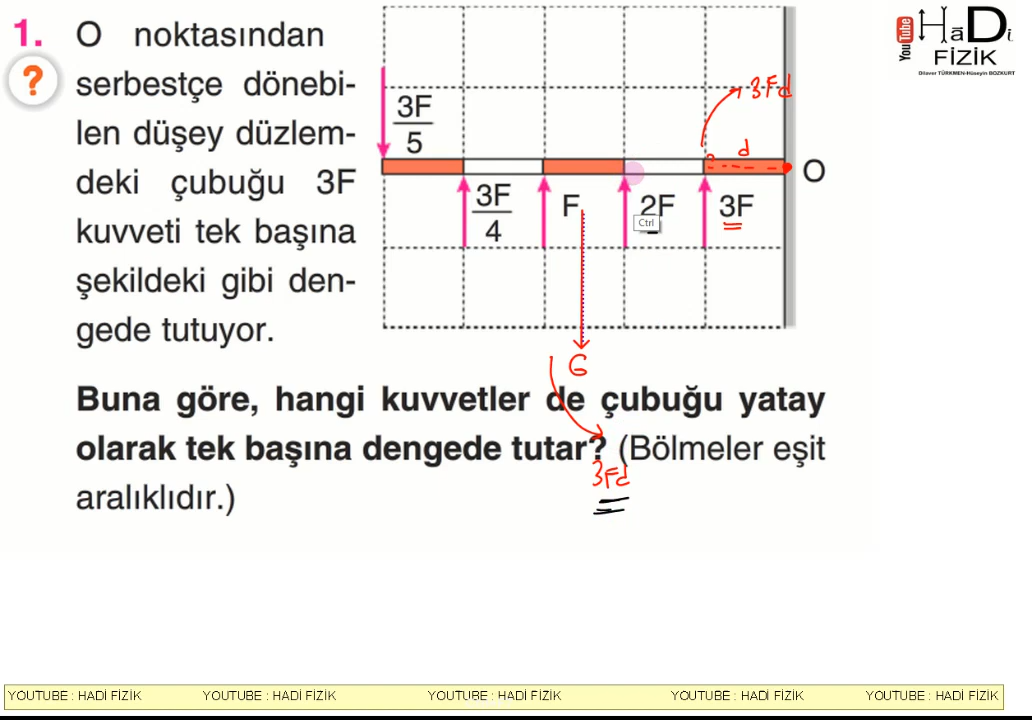 1. O noktasından
? serbestçe dönebi-
len düşey düzlem-
deki çubuğu 3F
kuvveti tek başına
şekildeki gibi den-
gede tutuyor.
3F
5
3Fd
d
O
3F
4
F
2F
3F
Ctrl
G
Buna göre, hangi kuvvetler de çubuğu yatay
olarak tek başına dengede tutar? (Bölmeler eşit
3Fd
aralıklıdır.)
YouTube HāDi
FİZİK
Dilaver TÜRKMEN-Hüseyin BOZKURT
YOUTUBE : HADİ FİZİK YOUTUBE : HADİ FİZİK YOUTUBE : HADİ FİZİK YOUTUBE : HADİ FİZİK YOUTUBE : HADİ FİZİK